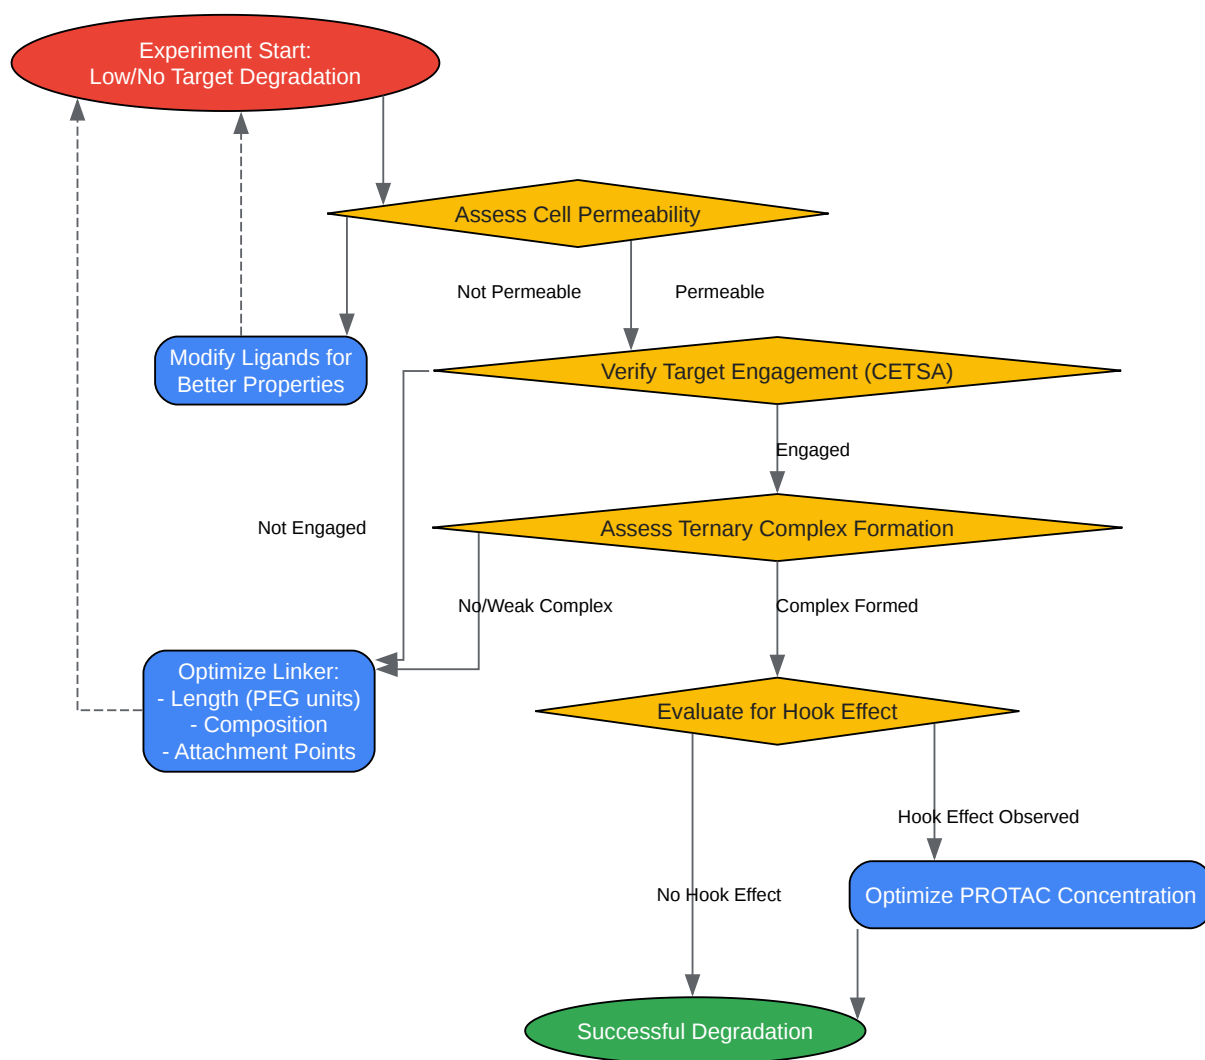 Experiment Start:
Low/No Target Degradation
Assess Cell Permeability
Not Permeable
Permeable
Modify Ligands for
Better Properties
Verify Target Engagement (CETSA)
Engaged
Not Engaged
Assess Ternary Complex Formation
No/Weak Complex
Complex Formed
Optimize Linker:
- Length (PEG units)
- Composition
- Attachment Points
Evaluate for Hook Effect
Hook Effect Observed
No Hook Effect
Optimize PROTAC Concentration
Successful Degradation